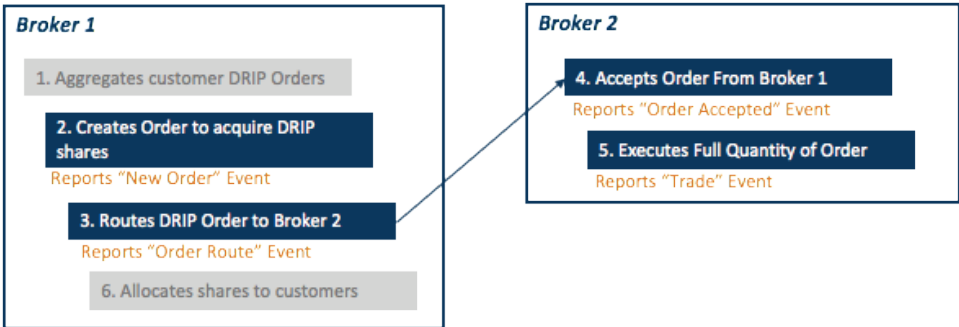 Broker 1
1. Aggregates customer DRIP Orders
2. Creates Order to acquire DRIP
shares
Reports “New Order” Event
3. Routes DRIP Order to Broker 2
Reports “Order Route” Event
6. Allocates shares to customers
Broker 2
4. Accepts Order From Broker 1
Reports “Order Accepted” Event
5. Executes Full Quantity of Order
Reports “Trade” Event